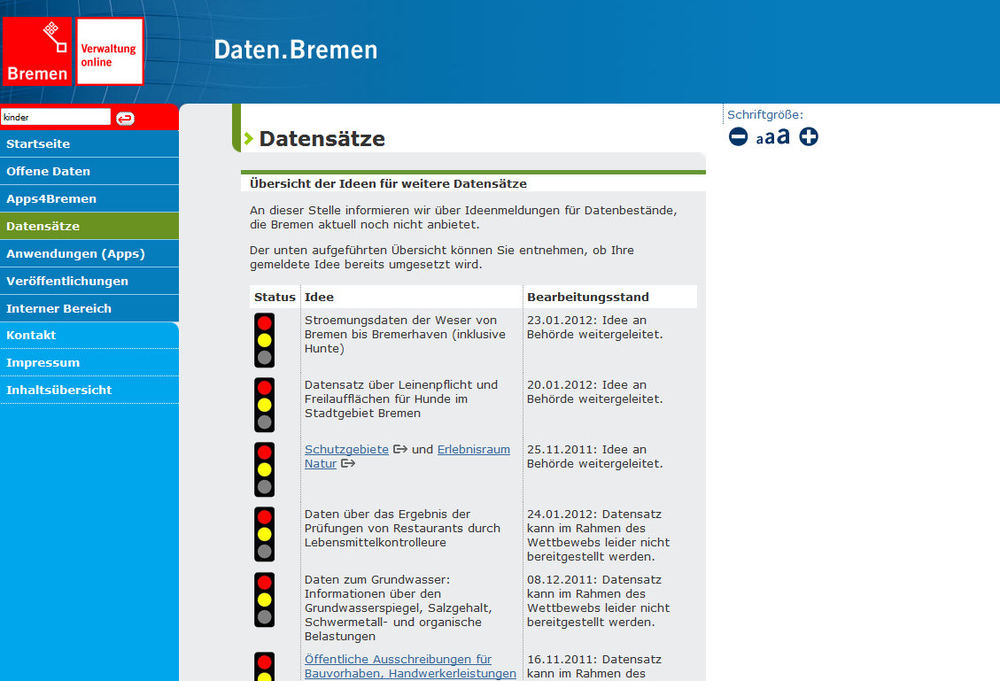 Bremen
Verwaltung
online
Daten.Bremen
kinder
Startseite
Offene Daten
Apps4Bremen
Datensätze
Anwendungen (Apps)
Veröffentlichungen
Interner Bereich
Kontakt
Impressum
Inhaltsübersicht
Schriftgröße:
aaa
Datensätze
Übersicht der Ideen für weitere Datensätze
An dieser Stelle informieren wir über Ideenmeldungen für Datenbestände,
die Bremen aktuell noch nicht anbietet.
Der unten aufgeführten Übersicht können Sie entnehmen, ob Ihre
gemeldete Idee bereits umgesetzt wird.
Status Idee Bearbeitungsstand
Stroemungsdaten der Weser von
Bremen bis Bremerhaven (inklusive
Hunte)
23.01.2012: Idee an
Behörde weitergeleitet.
Datensatz über Leinenpflicht und
Freilaufflächen für Hunde im
Stadtgebiet Bremen
20.01.2012: Idee an
Behörde weitergeleitet.
Schutzgebiete und Erlebnisraum
Natur
25.11.2011: Idee an
Behörde weitergeleitet.
Daten über das Ergebnis der
Prüfungen von Restaurants durch
Lebensmittelkontrolleure
24.01.2012: Datensatz
kann im Rahmen des
Wettbewebs leider nicht
bereitgestellt werden.
Daten zum Grundwasser:
Informationen über den
Grundwasserspiegel, Salzgehalt,
Schwermetall- und organische
Belastungen
08.12.2011: Datensatz
kann im Rahmen des
Wettbewebs leider nicht
bereitgestellt werden.
Öffentliche Ausschreibungen für
Bauvorhaben, Handwerkerleistungen
16.11.2011: Datensatz
kann im Rahmen des